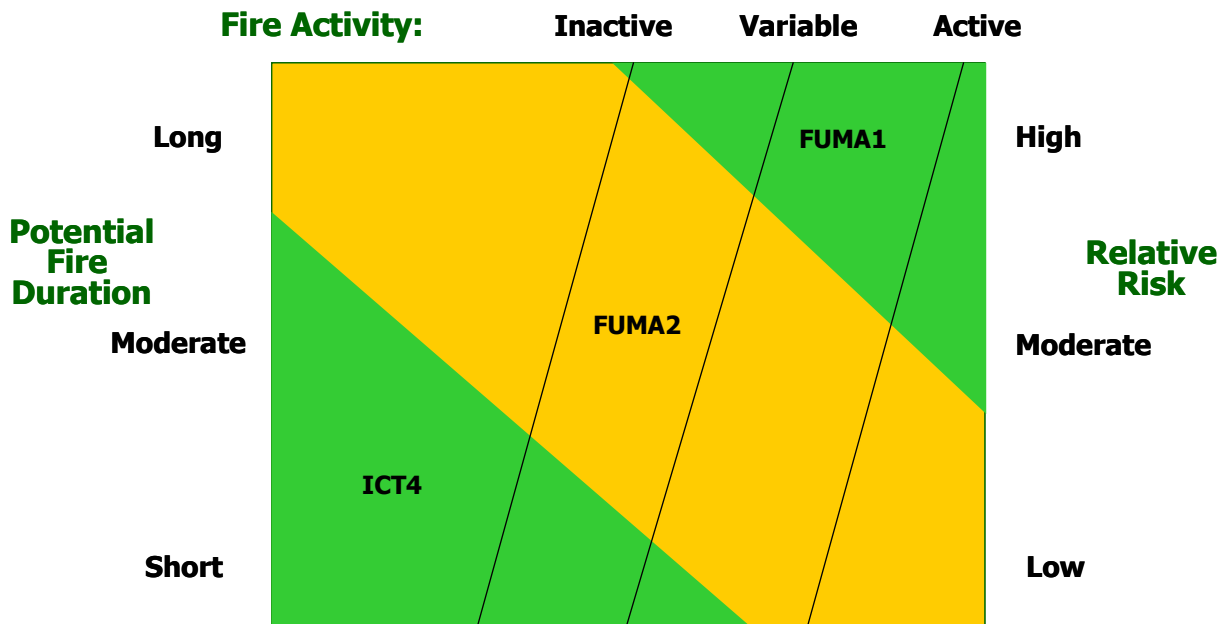 Fire Activity: Inactive Variable Active
Long
FUMA1
High
Potential
Fire
Duration
Relative
Risk
FUMA2
Moderate
Moderate
ICT4
Short
Low